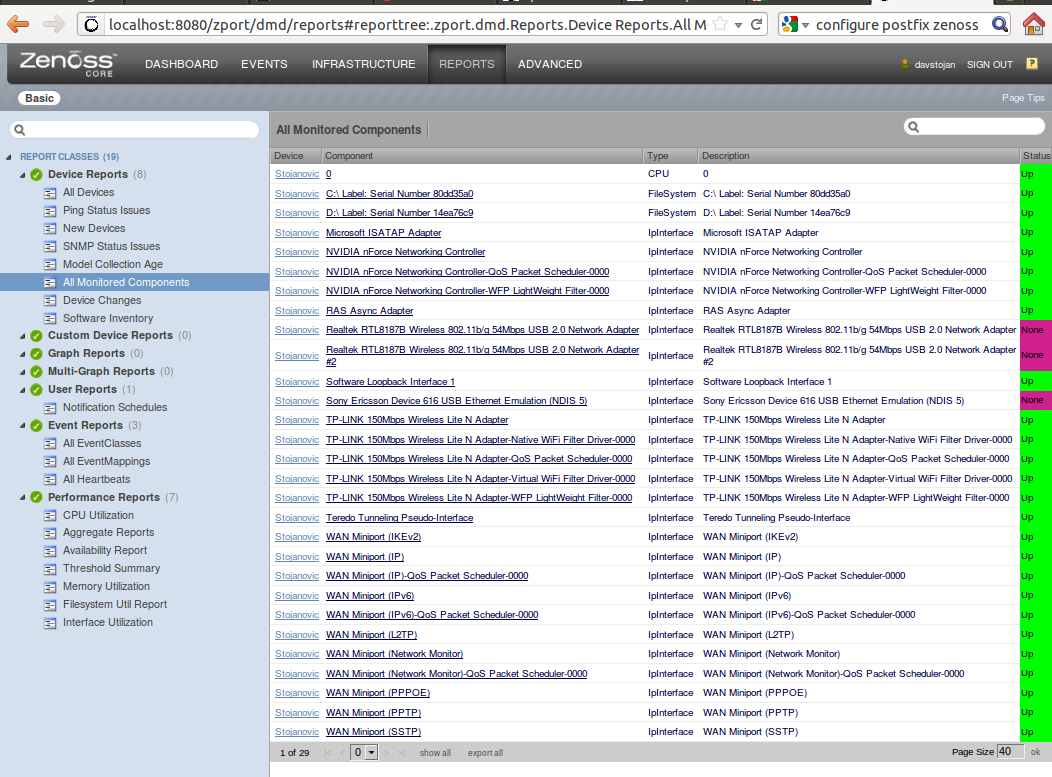 localhost:8080/zport/dmd/reports#reporttree:.zport.dmd.Reports.Device Reports.All M
configure postfix zenoss
Zenoss™ CORE
DASHBOARD EVENTS INFRASTRUCTURE REPORTS ADVANCED davstojan SIGN OUT ?
Basic
Page Tips
REPORT CLASSES (19)
Device Reports (8)
All Devices
Ping Status Issues
New Devices
SNMP Status Issues
Model Collection Age
All Monitored Components
Device Changes
Software Inventory
Custom Device Reports (0)
Graph Reports (0)
Multi-Graph Reports (0)
User Reports (1)
Notification Schedules
Event Reports (3)
All EventClasses
All EventMappings
All Heartbeats
Performance Reports (7)
CPU Utilization
Aggregate Reports
Availability Report
Threshold Summary
Memory Utilization
Filesystem Util Report
Interface Utilization
All Monitored Components
Device Component Type Description Status
Stojanovic 0 CPU 0 Up
Stojanovic C:\ Label: Serial Number 80dd35a0 FileSystem C:\ Label: Serial Number 80dd35a0 Up
Stojanovic D:\ Label: Serial Number 14ea76c9 FileSystem D:\ Label: Serial Number 14ea76c9 Up
Stojanovic Microsoft ISATAP Adapter IpInterface Microsoft ISATAP Adapter Up
Stojanovic NVIDIA nForce Networking Controller IpInterface NVIDIA nForce Networking Controller Up
Stojanovic NVIDIA nForce Networking Controller-QoS Packet Scheduler-0000 IpInterface NVIDIA nForce Networking Controller-QoS Packet Scheduler-0000 Up
Stojanovic NVIDIA nForce Networking Controller-WFP LightWeight Filter-0000 IpInterface NVIDIA nForce Networking Controller-WFP LightWeight Filter-0000 Up
Stojanovic RAS Async Adapter IpInterface RAS Async Adapter Up
Stojanovic Realtek RTL8187B Wireless 802.11b/g 54Mbps USB 2.0 Network Adapter IpInterface Realtek RTL8187B Wireless 802.11b/g 54Mbps USB 2.0 Network Adapter None
Stojanovic Realtek RTL8187B Wireless 802.11b/g 54Mbps USB 2.0 Network Adapter IpInterface Realtek RTL8187B Wireless 802.11b/g 54Mbps USB 2.0 Network Adapter None
#2 #2
Stojanovic Software Loopback Interface 1 IpInterface Software Loopback Interface 1 Up
Stojanovic Sony Ericsson Device 616 USB Ethernet Emulation (NDIS 5) IpInterface Sony Ericsson Device 616 USB Ethernet Emulation (NDIS 5) None
Stojanovic TP-LINK 150Mbps Wireless Lite N Adapter IpInterface TP-LINK 150Mbps Wireless Lite N Adapter Up
Stojanovic TP-LINK 150Mbps Wireless Lite N Adapter-Native WiFi Filter Driver-0000 IpInterface TP-LINK 150Mbps Wireless Lite N Adapter-Native WiFi Filter Driver-0000 Up
Stojanovic TP-LINK 150Mbps Wireless Lite N Adapter-QoS Packet Scheduler-0000 IpInterface TP-LINK 150Mbps Wireless Lite N Adapter-QoS Packet Scheduler-0000 Up
Stojanovic TP-LINK 150Mbps Wireless Lite N Adapter-Virtual WiFi Filter Driver-0000 IpInterface TP-LINK 150Mbps Wireless Lite N Adapter-Virtual WiFi Filter Driver-0000 Up
Stojanovic TP-LINK 150Mbps Wireless Lite N Adapter-WFP LightWeight Filter-0000 IpInterface TP-LINK 150Mbps Wireless Lite N Adapter-WFP LightWeight Filter-0000 Up
Stojanovic Teredo Tunneling Pseudo-Interface IpInterface Teredo Tunneling Pseudo-Interface Up
Stojanovic WAN Miniport (IKEv2) IpInterface WAN Miniport (IKEv2) Up
Stojanovic WAN Miniport (IP) IpInterface WAN Miniport (IP) Up
Stojanovic WAN Miniport (IP)-QoS Packet Scheduler-0000 IpInterface WAN Miniport (IP)-QoS Packet Scheduler-0000 Up
Stojanovic WAN Miniport (IPv6) IpInterface WAN Miniport (IPv6) Up
Stojanovic WAN Miniport (IPv6)-QoS Packet Scheduler-0000 IpInterface WAN Miniport (IPv6)-QoS Packet Scheduler-0000 Up
Stojanovic WAN Miniport (L2TP) IpInterface WAN Miniport (L2TP) Up
Stojanovic WAN Miniport (Network Monitor) IpInterface WAN Miniport (Network Monitor) Up
Stojanovic WAN Miniport (Network Monitor)-QoS Packet Scheduler-0000 IpInterface WAN Miniport (Network Monitor)-QoS Packet Scheduler-0000 Up
Stojanovic WAN Miniport (PPPOE) IpInterface WAN Miniport (PPPOE) Up
Stojanovic WAN Miniport (PPTP) IpInterface WAN Miniport (PPTP) Up
Stojanovic WAN Miniport (SSTP) IpInterface WAN Miniport (SSTP) Up
1 of 29 |< < 0 > >| show all export all Page Size 40 ok